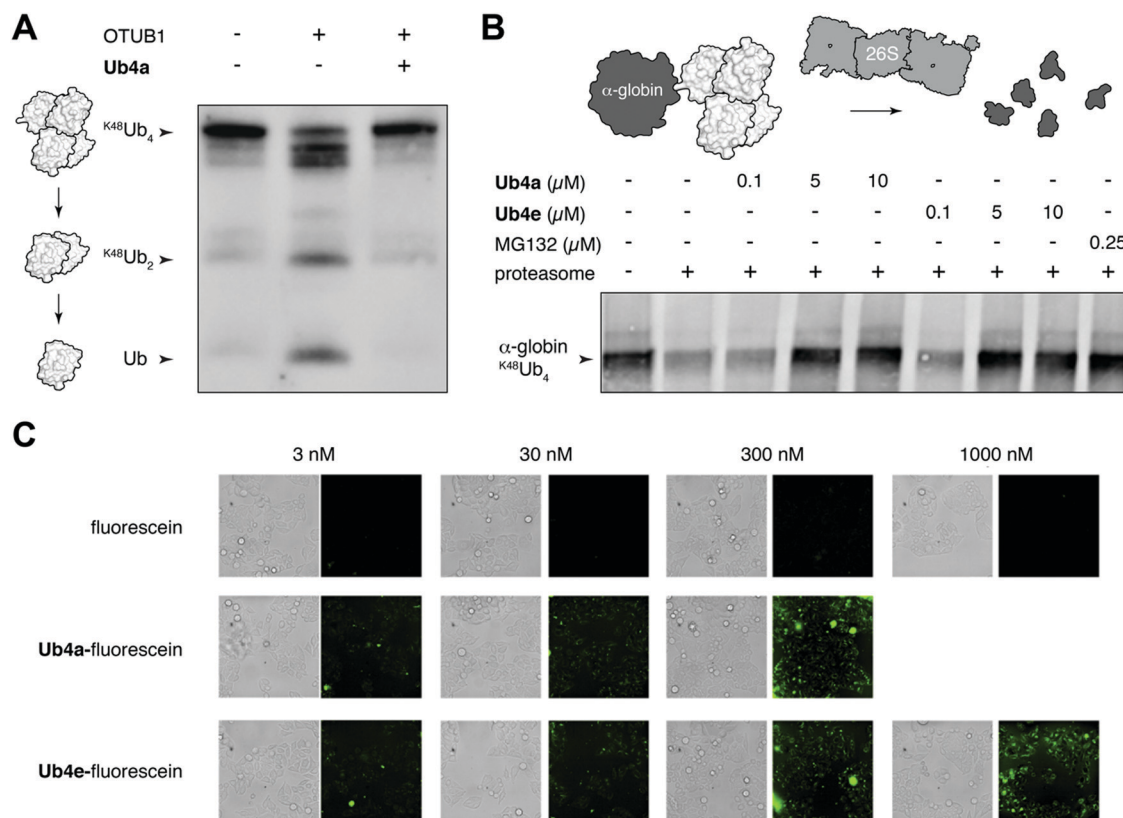 A
OTUB1 - + +
Ub4a - - +
K48Ub4
K48Ub2
Ub
B
α-globin
26S
Ub4a (μM) - - 0.1 5 10 - - - -
Ub4e (μM) - - - - - 0.1 5 10 -
MG132 (μM) - - - - - - - - 0.25
proteasome - + + + + + + + +
α-globin
K48Ub4
C
3 nM 30 nM 300 nM 1000 nM
fluorescein
Ub4a-fluorescein
Ub4e-fluorescein